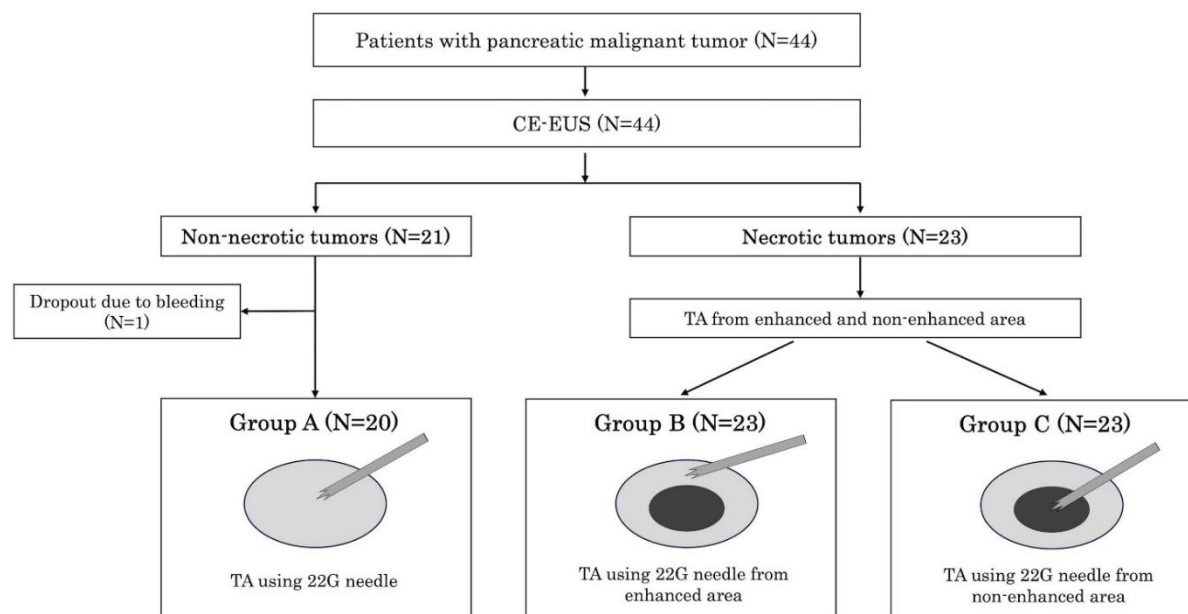 Patients with pancreatic malignant tumor (N=44)
CE-EUS (N=44)
Non-necrotic tumors (N=21)
Necrotic tumors (N=23)
Dropout due to bleeding
(N=1)
TA from enhanced and non-enhanced area
Group A (N=20)
TA using 22G needle
Group B (N=23)
TA using 22G needle from
enhanced area
Group C (N=23)
TA using 22G needle from
non-enhanced area